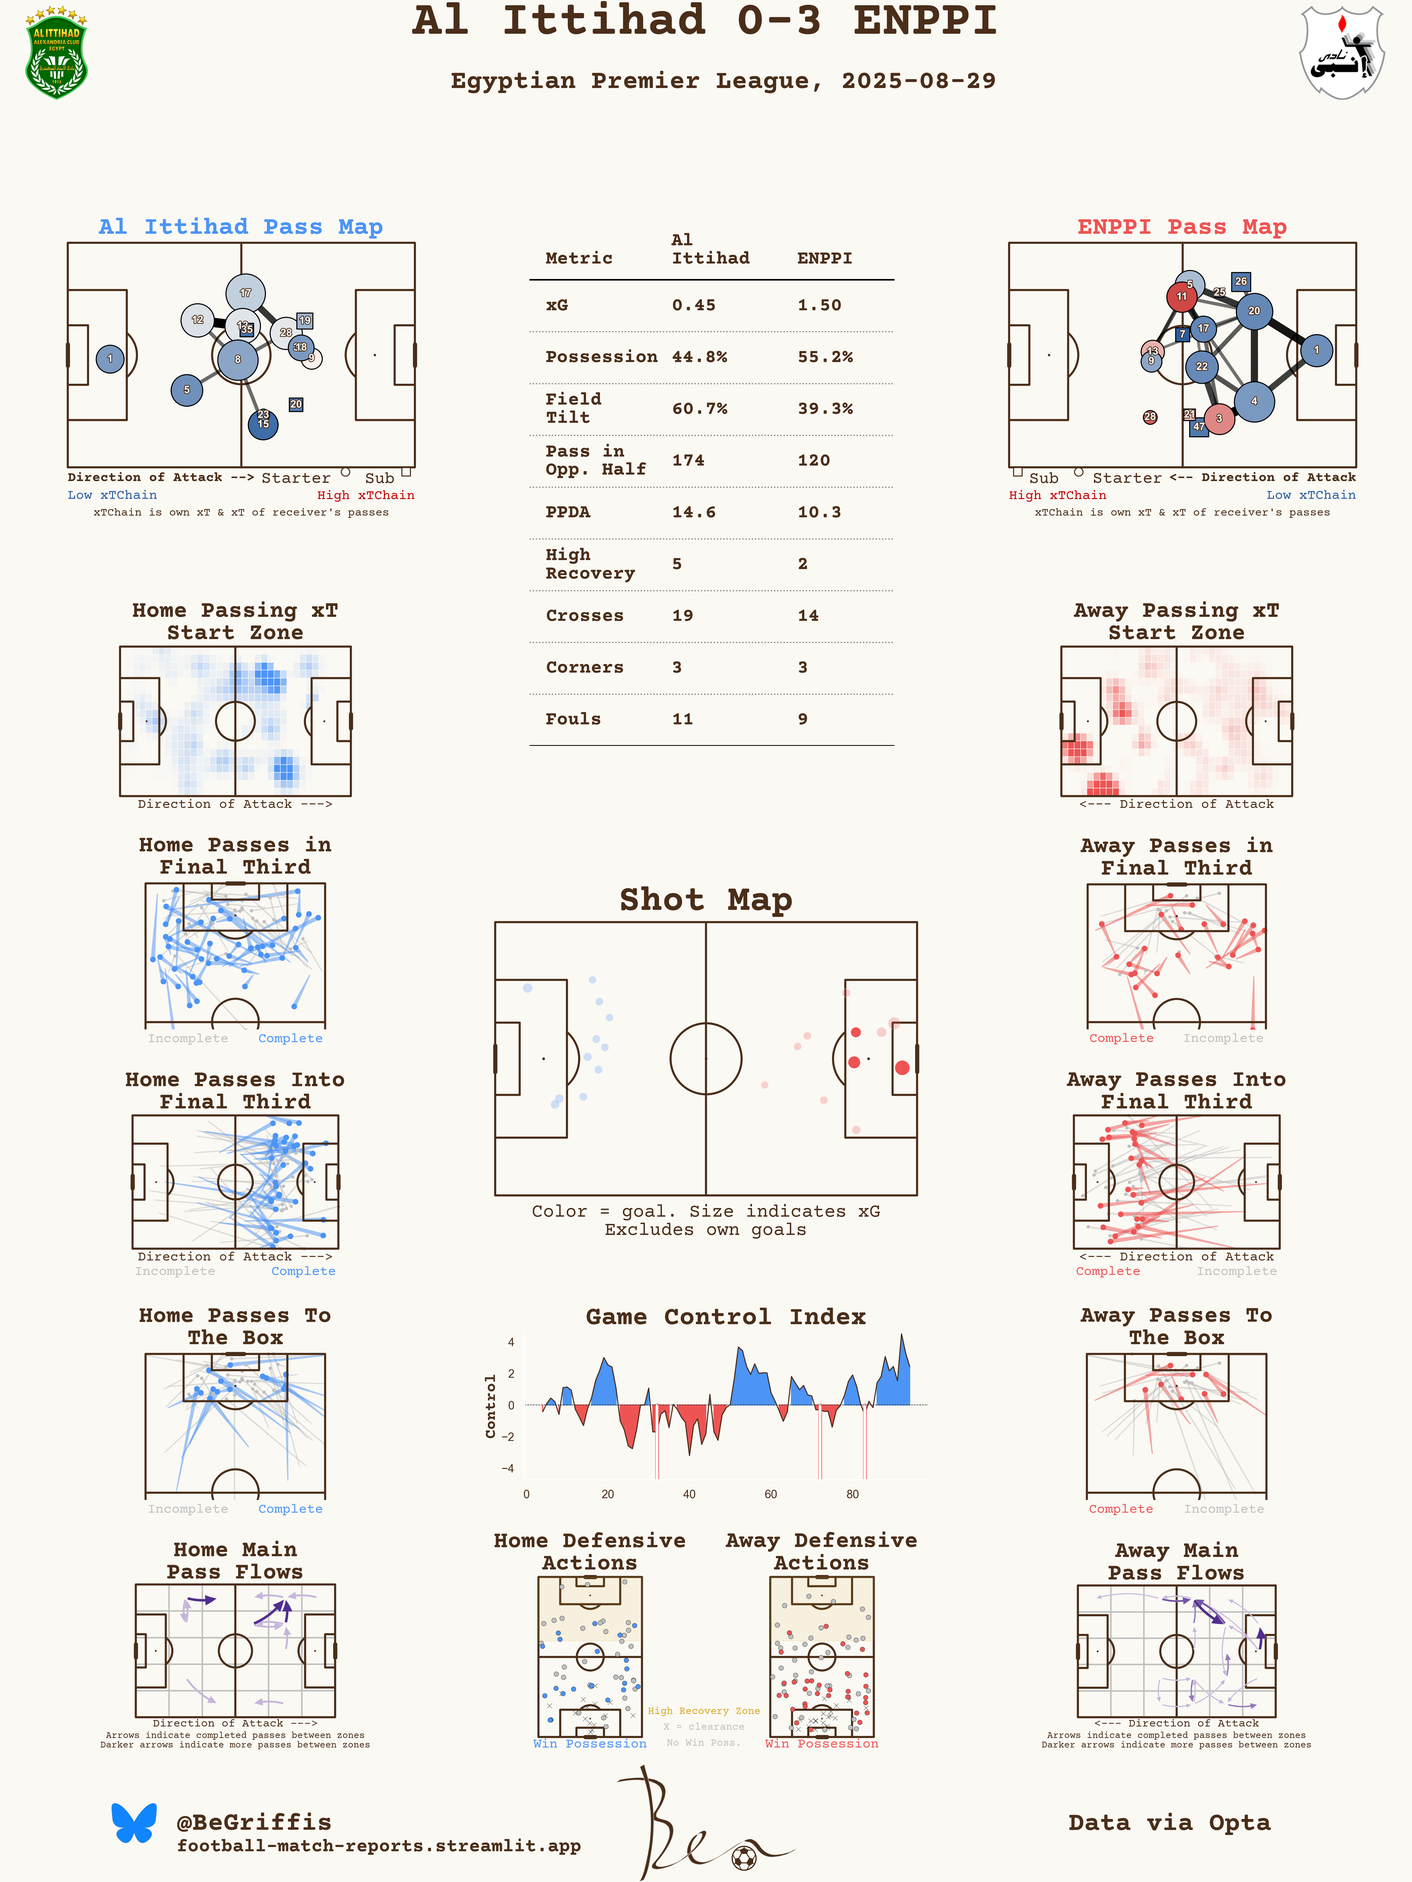 Al Ittihad 0-3 ENPPI
Egyptian Premier League, 2025-08-29
AL ITTIHAD
ALEXANDRIA CLUB
EGYPT
1914
نادي
إنبي
Al Ittihad Pass Map
17
12
35
19
28
18
9
1
8
5
20
23
15
Direction of Attack --> Starter Sub
Low xTChain High xTChain
xTChain is own xT & xT of receiver's passes
Metric Al Ittihad ENPPI
xG 0.45 1.50
Possession 44.8% 55.2%
Field Tilt 60.7% 39.3%
Pass in Opp. Half 174 120
PPDA 14.6 10.3
High Recovery 5 2
Crosses 19 14
Corners 3 3
Fouls 11 9
ENPPI Pass Map
5
26
11
25
20
7
17
13
9
1
22
4
28
21
3
47
Sub Starter <-- Direction of Attack
High xTChain Low xTChain
xTChain is own xT & xT of receiver's passes
Home Passing xT
Start Zone
Direction of Attack --->
Away Passing xT
Start Zone
<--- Direction of Attack
Home Passes in
Final Third
Incomplete Complete
Away Passes in
Final Third
Complete Incomplete
Shot Map
Color = goal. Size indicates xG
Excludes own goals
Home Passes Into
Final Third
Direction of Attack --->
Incomplete Complete
Away Passes Into
Final Third
<--- Direction of Attack
Complete Incomplete
Home Passes To
The Box
Incomplete Complete
Game Control Index
Control
4
2
0
−2
−4
0 20 40 60 80
Away Passes To
The Box
Complete Incomplete
Home Main
Pass Flows
Direction of Attack --->
Arrows indicate completed passes between zones
Darker arrows indicate more passes between zones
Home Defensive
Actions
Win Possession
High Recovery Zone
X = clearance
No Win Poss.
Away Defensive
Actions
Win Possession
Away Main
Pass Flows
<--- Direction of Attack
Arrows indicate completed passes between zones
Darker arrows indicate more passes between zones
@BeGriffis
football-match-reports.streamlit.app
Ben
Data via Opta